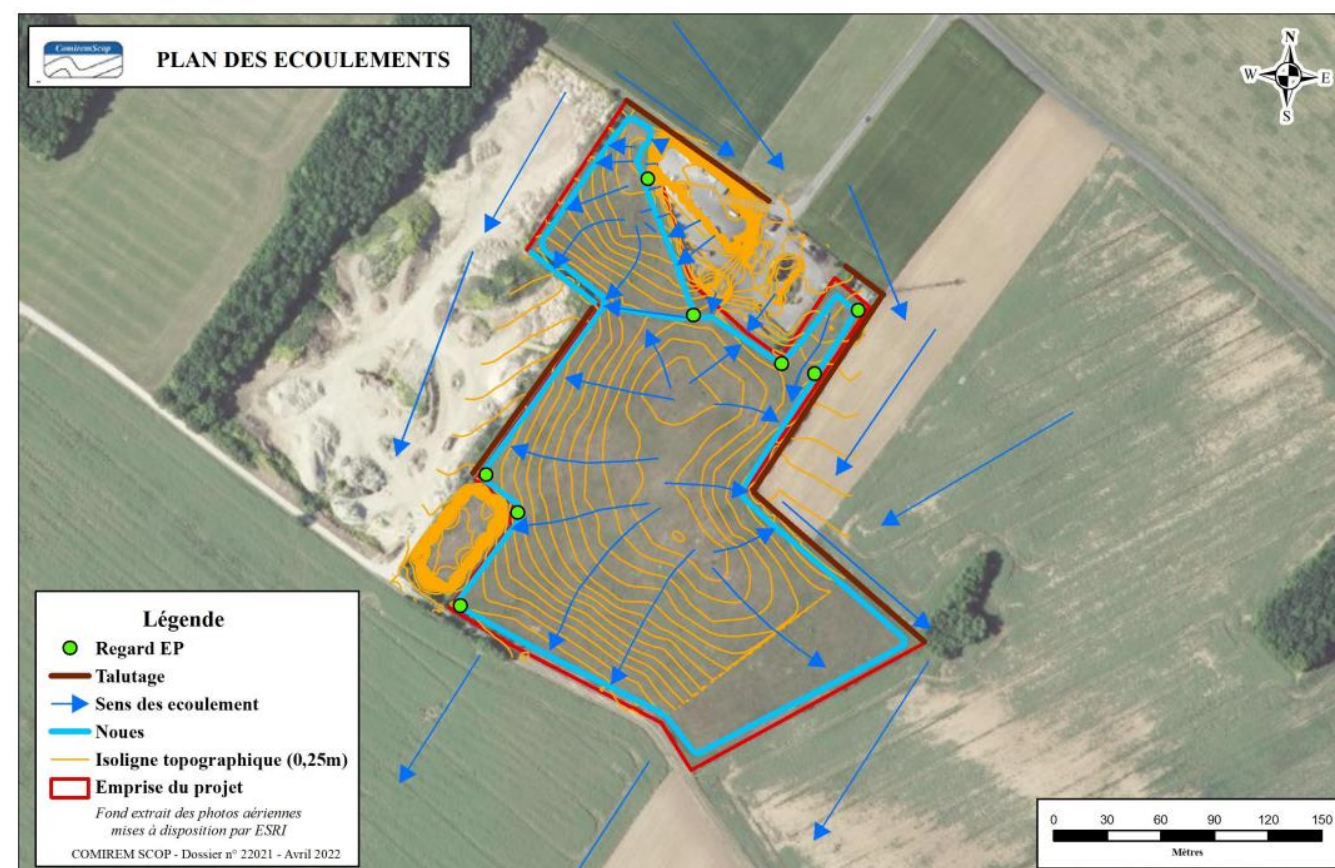 ComiremScop
PLAN DES ECOULEMENTS
N
W E
S
Légende
Regard EP
Talutage
Sens des ecoulement
Noues
Isoligne topographique (0,25m)
Emprise du projet
Fond extrait des photos aériennes
mises à disposition par ESRI
COMIREM SCOP - Dossier n° 22021 - Avril 2022
0 30 60 90 120 150
Mètres